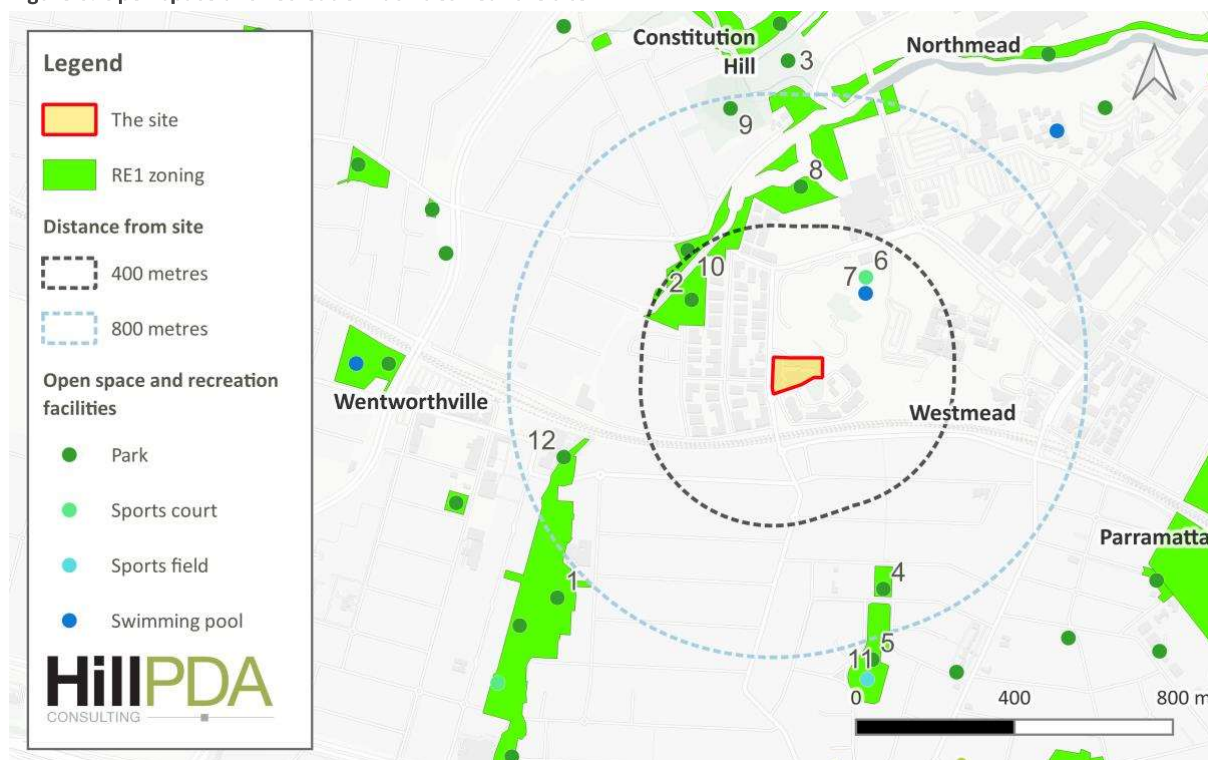 Legend
The site
RE1 zoning
Distance from site
400 metres
800 metres
Open space and recreation
facilities
Park
Sports court
Sports field
Swimming pool
HillPDA
CONSULTING
Constitution
Hill
3
Northmead
9
8
6
7
10
2
Wentworthville
Westmead
12
Parramatta
1
4
5
11
0
400
800 m